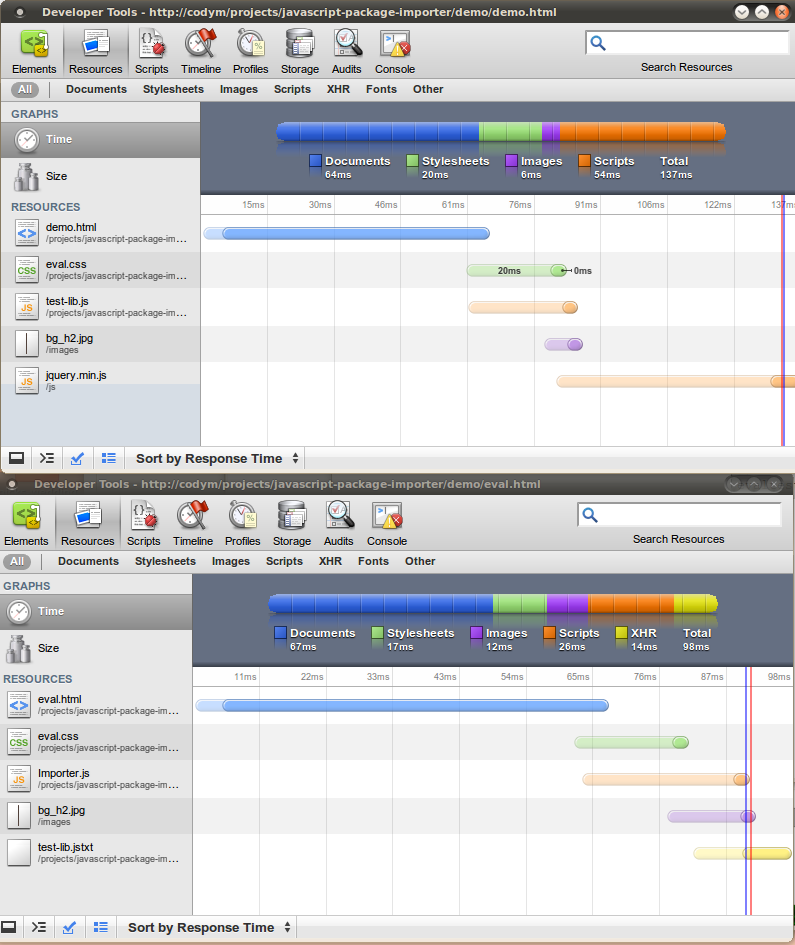 Developer Tools - http://codym/projects/javascript-package-importer/demo/demo.html
Elements Resources Scripts Timeline Profiles Storage Audits Console Search Resources
All Documents Stylesheets Images Scripts XHR Fonts Other
GRAPHS
Time
Size
Documents Stylesheets Images Scripts Total
64ms 20ms 6ms 54ms 137ms
RESOURCES
15ms 30ms 46ms 61ms 76ms 91ms 106ms 122ms 137m
demo.html
/projects/javascript-package-im...
eval.css
/projects/javascript-package-im...
20ms 0ms
test-lib.js
/projects/javascript-package-im...
JS
bg_h2.jpg
/images
jquery.min.js
/js
JS
CSS
Sort by Response Time
Developer Tools - http://codym/projects/javascript-package-importer/demo/eval.html
Elements Resources Scripts Timeline Profiles Storage Audits Console Search Resources
All Documents Stylesheets Images Scripts XHR Fonts Other
GRAPHS
Time
Size
Documents Stylesheets Images Scripts XHR Total
67ms 17ms 12ms 26ms 14ms 98ms
RESOURCES
11ms 22ms 33ms 43ms 54ms 65ms 76ms 87ms 98ms
eval.html
/projects/javascript-package-im...
CSS
eval.css
/projects/javascript-package-im...
JS
Importer.js
/projects/javascript-package-im...
bg_h2.jpg
/images
test-lib.jstxt
/projects/javascript-package-im...
Sort by Response Time